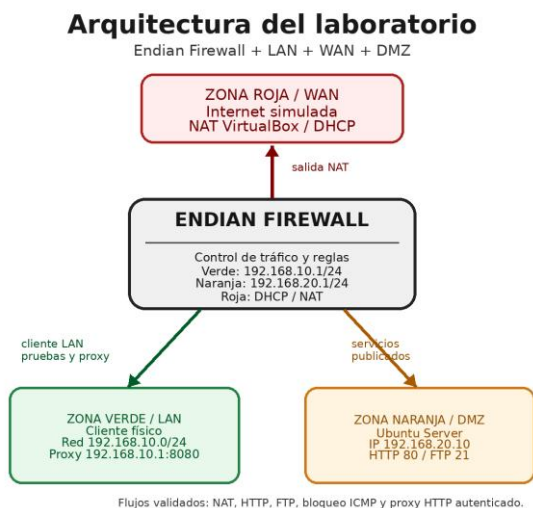 Arquitectura del laboratorio
Endian Firewall + LAN + WAN + DMZ
ZONA ROJA / WAN
Internet simulada
NAT VirtualBox / DHCP
salida NAT
ENDIAN FIREWALL
Control de tráfico y reglas
Verde: 192.168.10.1/24
Naranja: 192.168.20.1/24
Roja: DHCP / NAT
cliente LAN
pruebas y proxy
servicios
publicados
ZONA VERDE / LAN
Cliente físico
Red 192.168.10.0/24
Proxy 192.168.10.1:8080
ZONA NARANJA / DMZ
Ubuntu Server
IP 192.168.20.10
HTTP 80 / FTP 21
Flujos validados: NAT, HTTP, FTP, bloqueo ICMP y proxy HTTP autenticado.